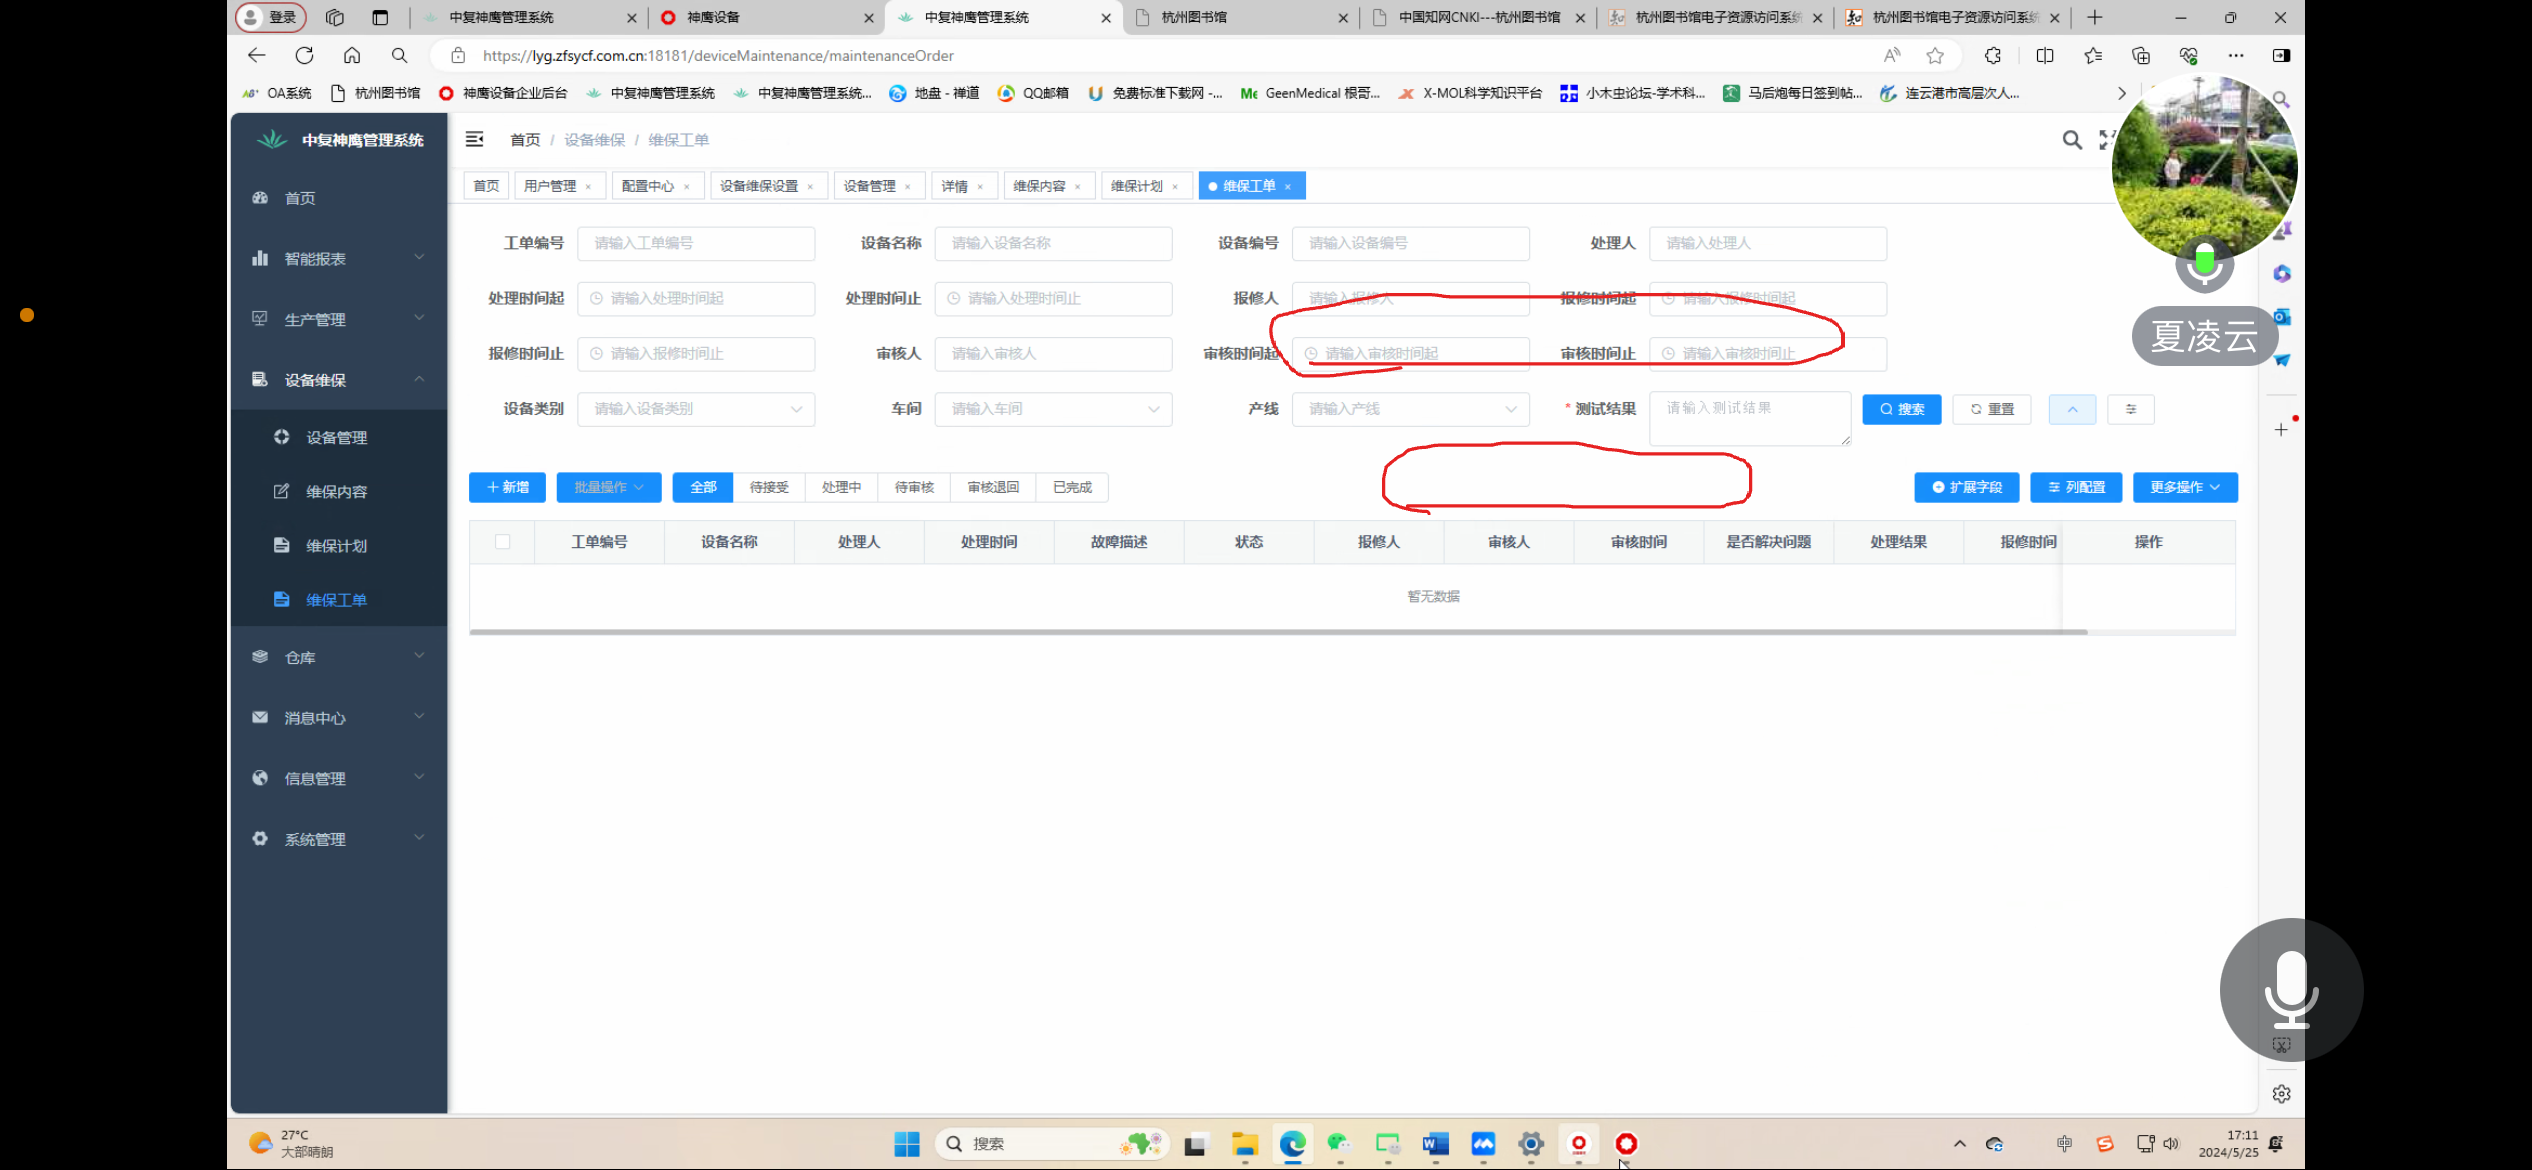 登录
中复神鹰管理系统
神鹰设备
中复神鹰管理系统
杭州图书馆
中国知网CNKI---杭州图书馆
杭州图书馆电子资源访问系统
杭州图书馆电子资源访问系统
https://lyg.zfsycf.com.cn:18181/deviceMaintenance/maintenanceOrder
OA系统
杭州图书馆
神鹰设备企业后台
中复神鹰管理系统
中复神鹰管理系统...
地盘 - 禅道
QQ邮箱
免费标准下载网 -...
GeenMedical 根哥...
X-MOL科学知识平台
小木虫论坛-学术科...
马后炮每日签到帖...
连云港市高层次人...
中复神鹰管理系统
首页 / 设备维保 / 维保工单
首页
用户管理 ×
配置中心 ×
设备维保设置 ×
设备管理 ×
详情 ×
维保内容 ×
维保计划 ×
维保工单 ×
首页
智能报表
生产管理
设备维保
设备管理
维保内容
维保计划
维保工单
仓库
消息中心
信息管理
系统管理
工单编号 请输入工单编号
设备名称 请输入设备名称
设备编号 请输入设备编号
处理人 请输入处理人
处理时间起 请输入处理时间起
处理时间止 请输入处理时间止
报修人 请输入报修人
报修时间起 请输入报修时间起
报修时间止 请输入报修时间止
审核人 请输入审核人
审核时间起 请输入审核时间起
审核时间止 请输入审核时间止
设备类别 请输入设备类别
车间 请输入车间
产线 请输入产线
* 测试结果 请输入测试结果
搜索
重置
+ 新增
批量操作
全部
待接受
处理中
待审核
审核退回
已完成
扩展字段
列配置
更多操作
工单编号
设备名称
处理人
处理时间
故障描述
状态
报修人
审核人
审核时间
是否解决问题
处理结果
报修时间
操作
暂无数据
夏凌云
27°C
大部晴朗
搜索
中
17:11
2024/5/25